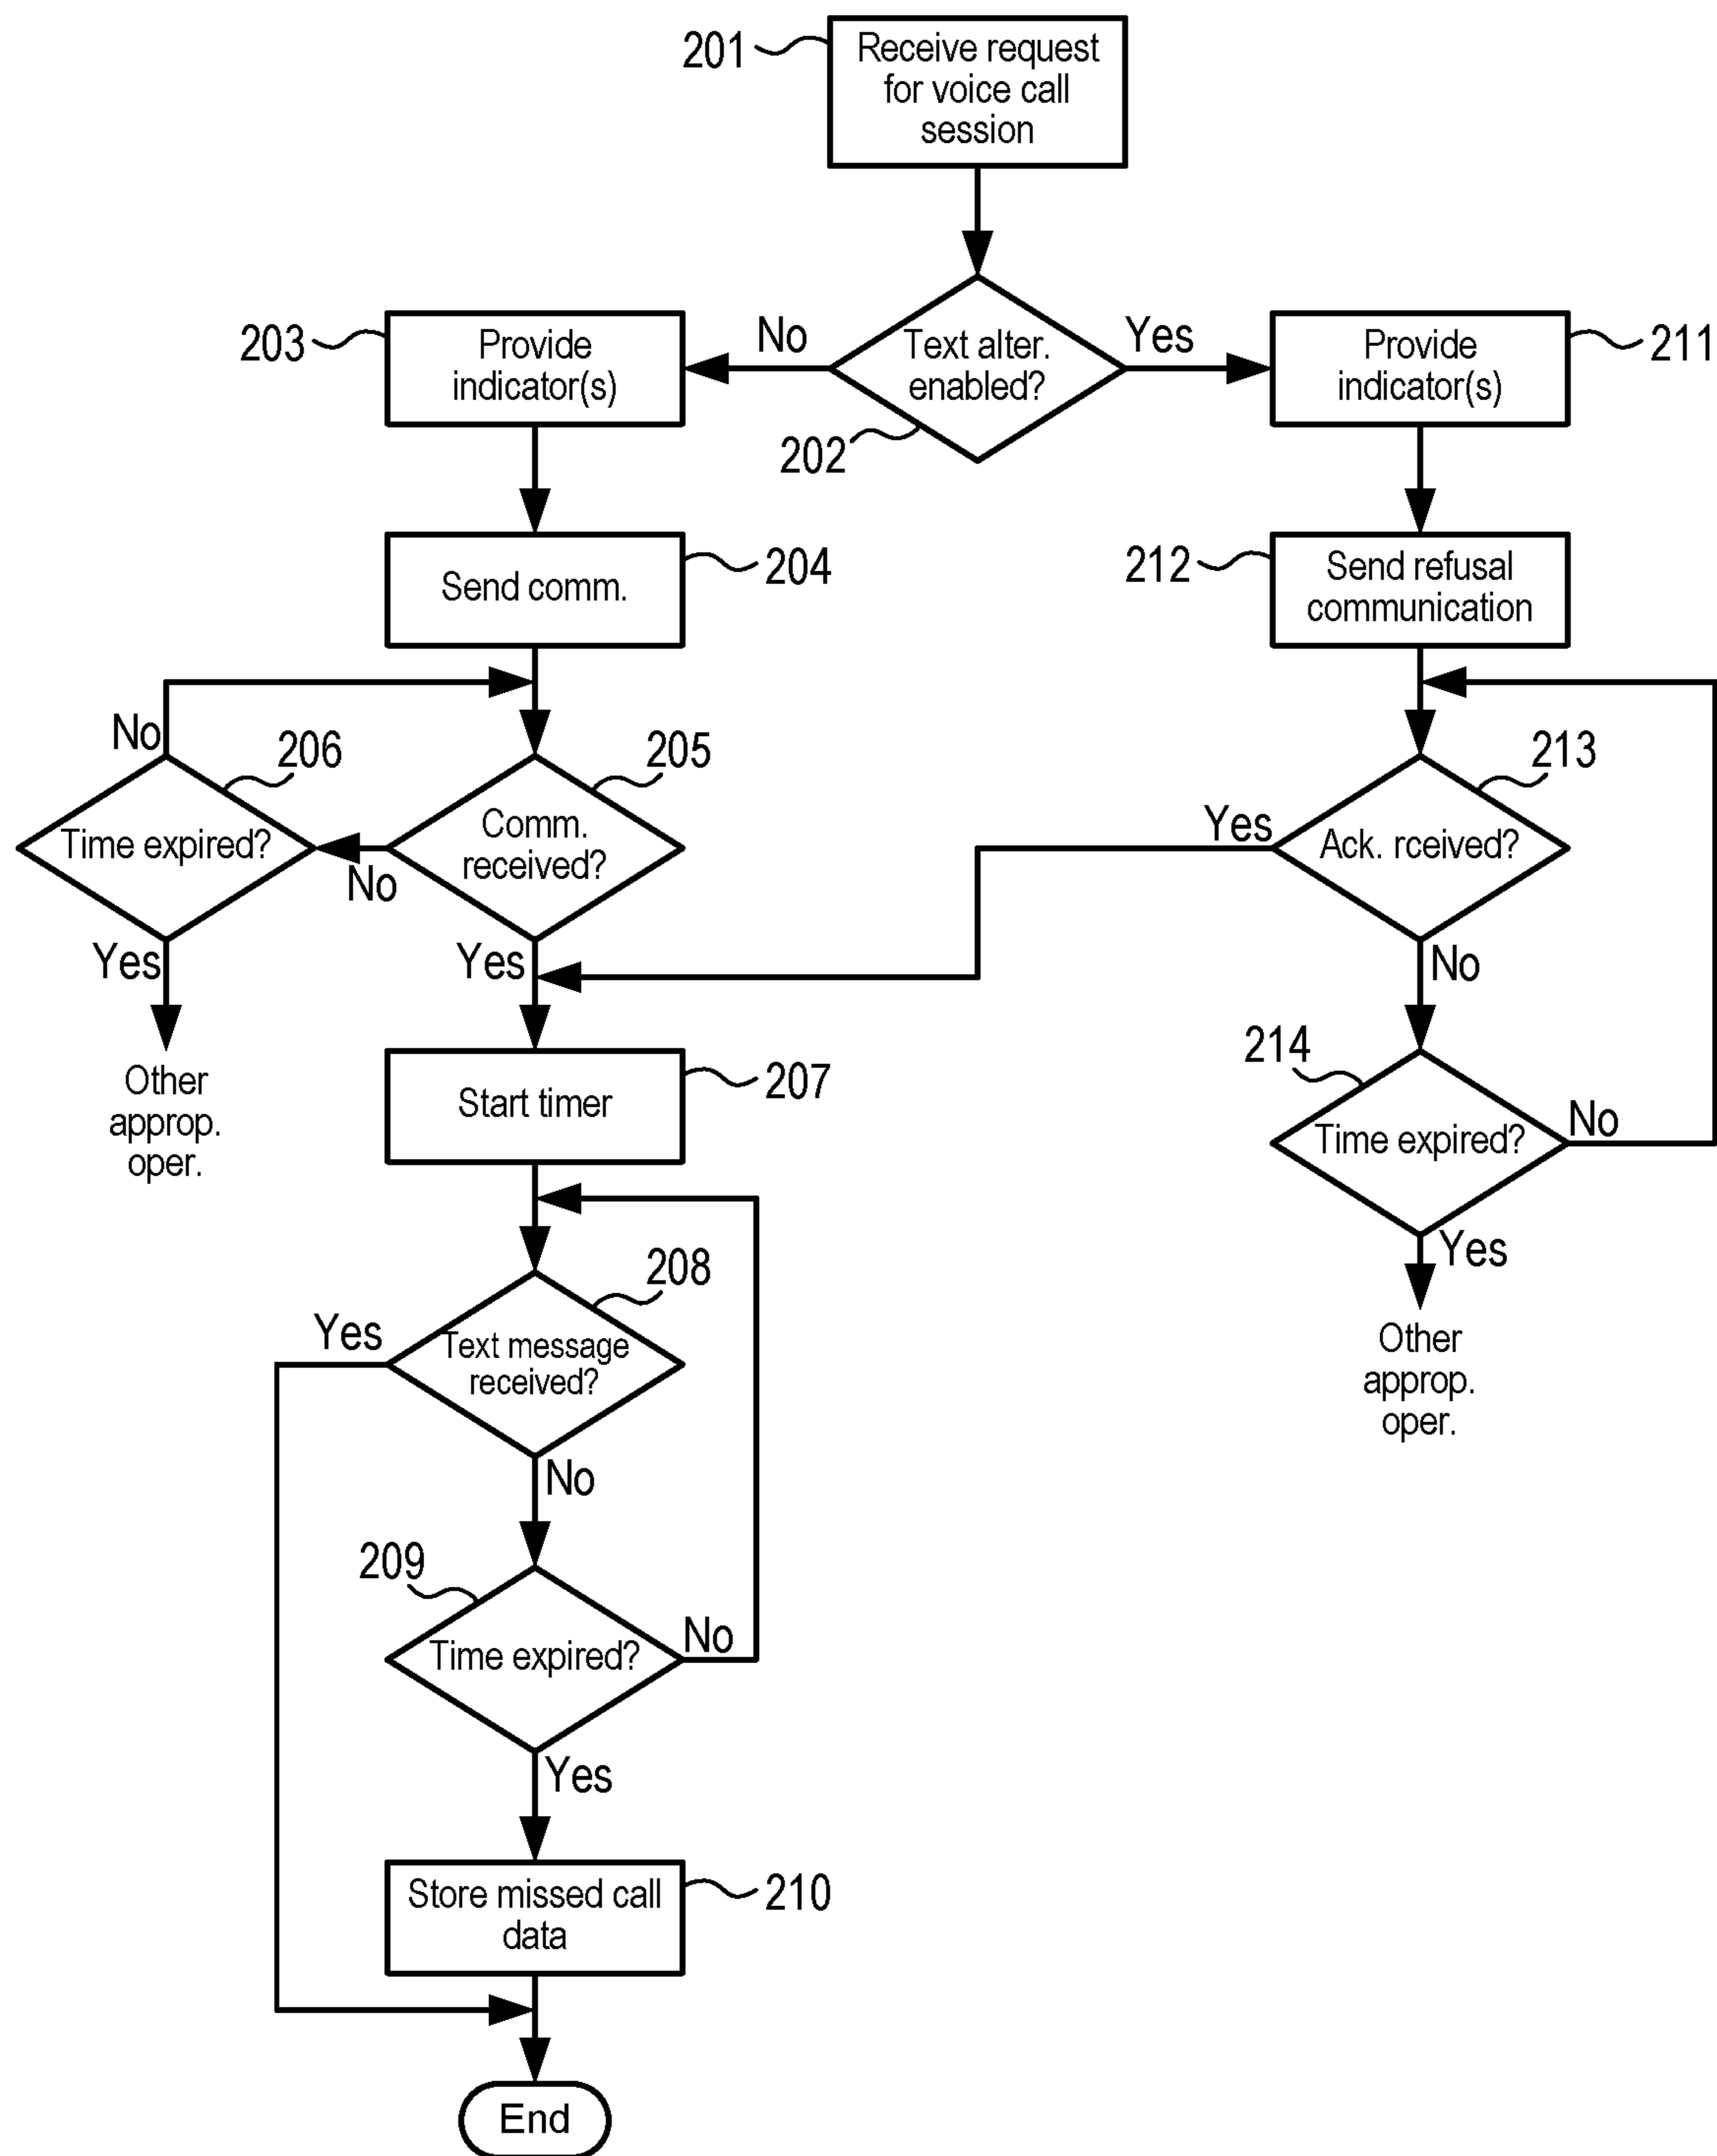 201
Receive request
for voice call
session
203
Provide
indicator(s)
No
Text alter.
enabled?
Yes
Provide
indicator(s)
211
202
Send comm.
204
212
Send refusal
communication
No
206
205
213
Time expired?
No
Comm.
received?
Yes
Ack. rceived?
Yes
Yes
No
Other
approp.
oper.
Start timer
207
214
Time expired?
No
Yes
208
Yes
Text message
received?
Other
approp.
oper.
No
209
Time expired?
No
Yes
Store missed call
data
210
End